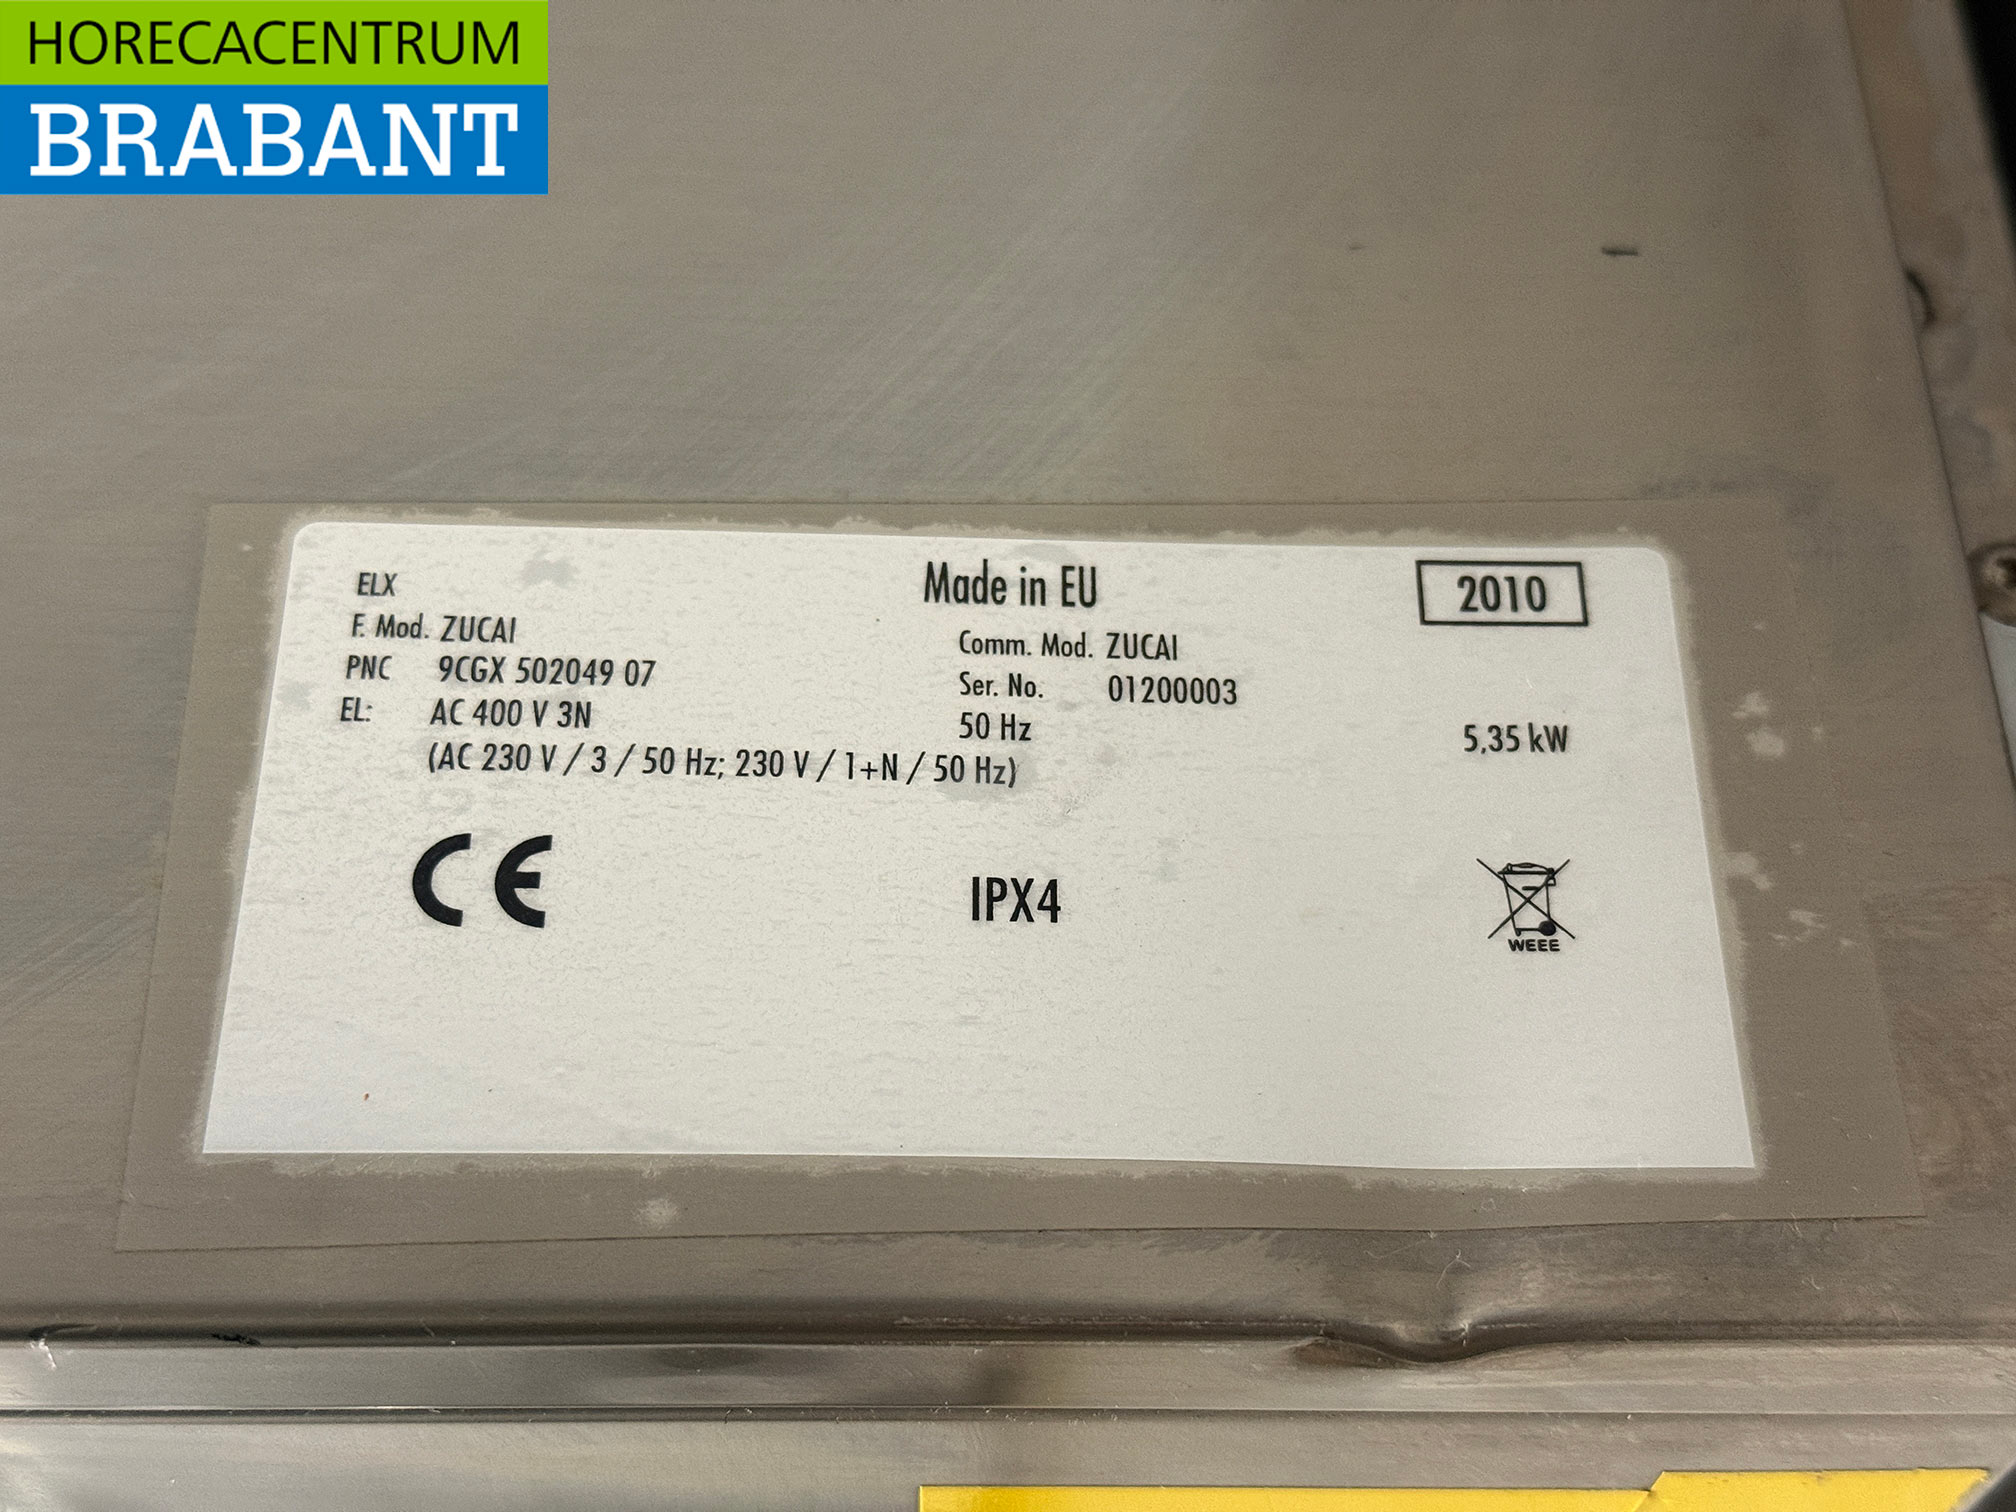 HORECACENTRUM
BRABANT
ELX
Made in EU
2010
F. Mod. ZUCAI
Comm. Mod. ZUCAI
PNC 9CGX 502049 07
Ser. No. 01200003
EL: AC 400 V 3N
50 Hz
5,35 kW
(AC 230 V / 3 / 50 Hz; 230 V / 1+N / 50 Hz)
CE
IPX4
WEEE